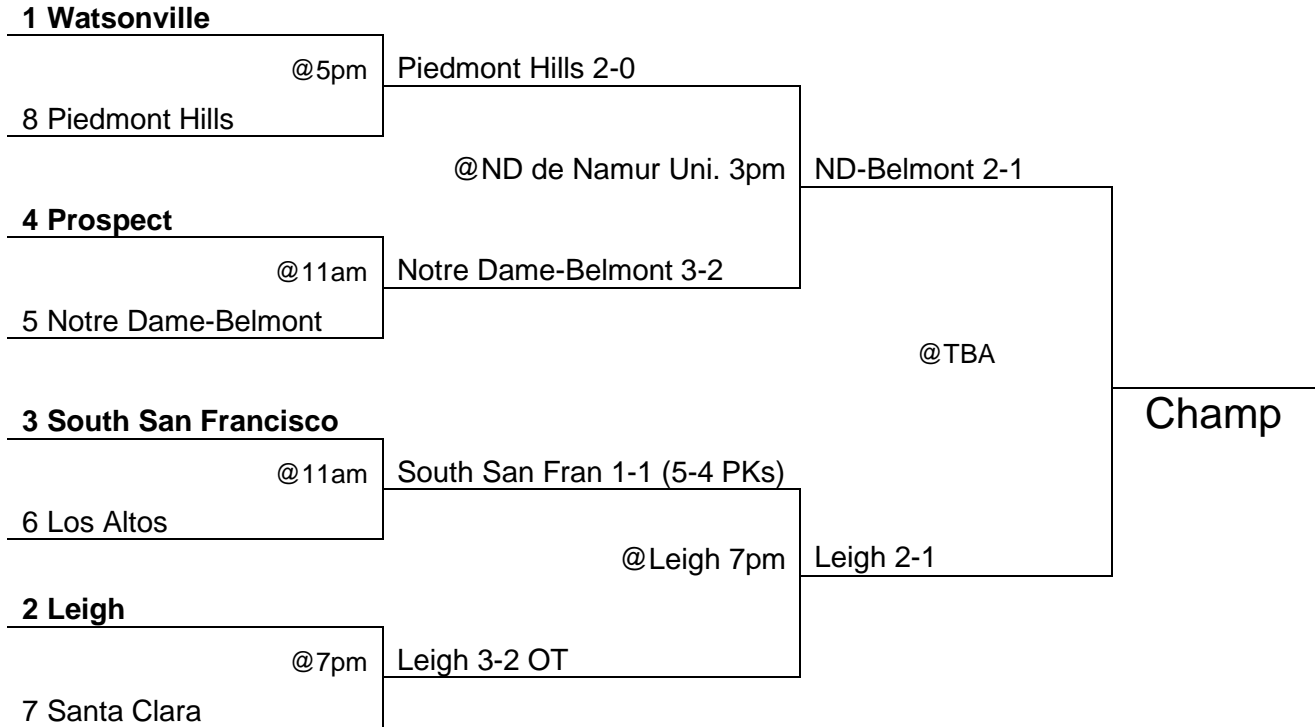 1 Watsonville
@5pm
Piedmont Hills 2-0
8 Piedmont Hills
@ND de Namur Uni. 3pm
ND-Belmont 2-1
4 Prospect
@11am
Notre Dame-Belmont 3-2
5 Notre Dame-Belmont
@TBA
Champ
3 South San Francisco
@11am
South San Fran 1-1 (5-4 PKs)
6 Los Altos
@Leigh 7pm
Leigh 2-1
2 Leigh
@7pm
Leigh 3-2 OT
7 Santa Clara